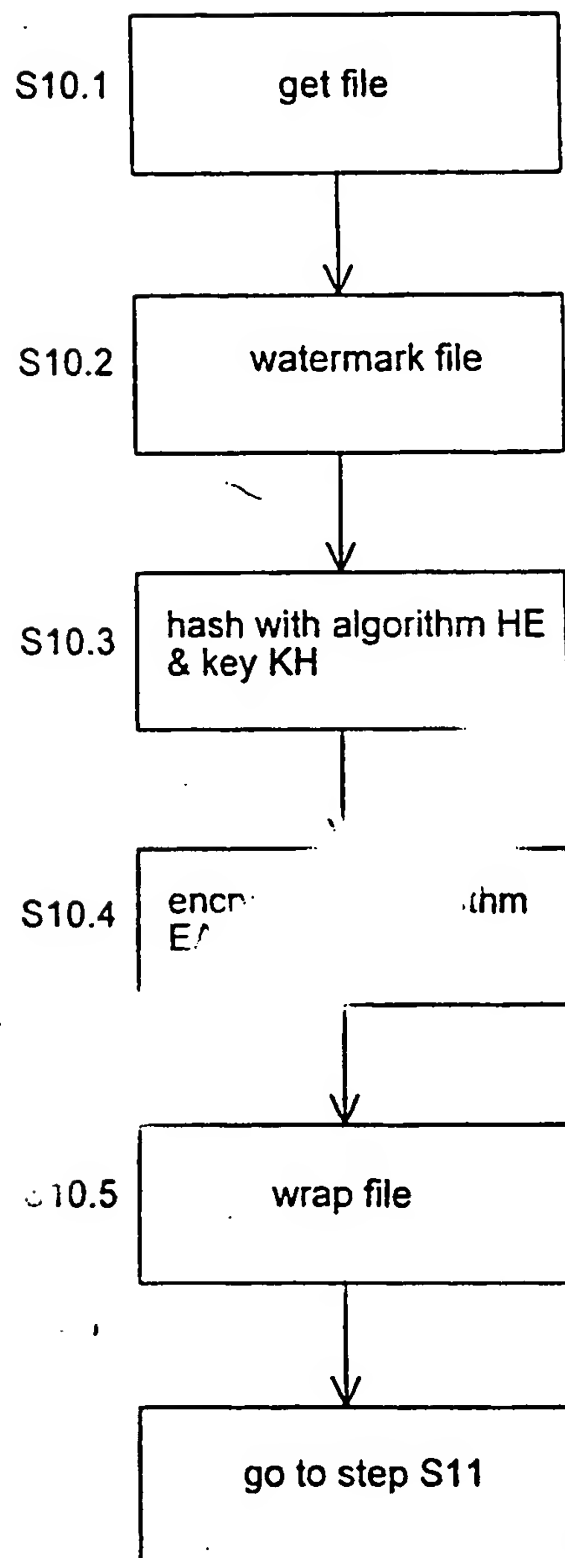 S10.1
get file
S10.2
watermark file
S10.3
hash with algorithm HE
& key KH
S10.4
10.5
wrap file
go to step S11